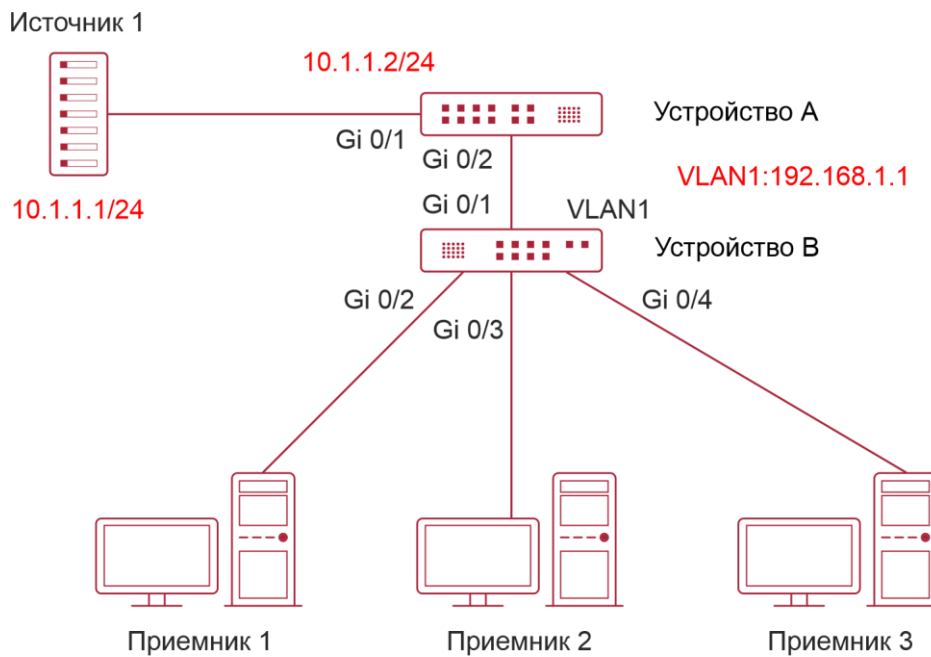 Источник 1
10.1.1.2/24
Gi 0/1
Устройство A
Gi 0/2
VLAN1:192.168.1.1
10.1.1.1/24
Gi 0/1
VLAN1
Устройство B
Gi 0/2
Gi 0/3
Gi 0/4
Приемник 1
Приемник 2
Приемник 3